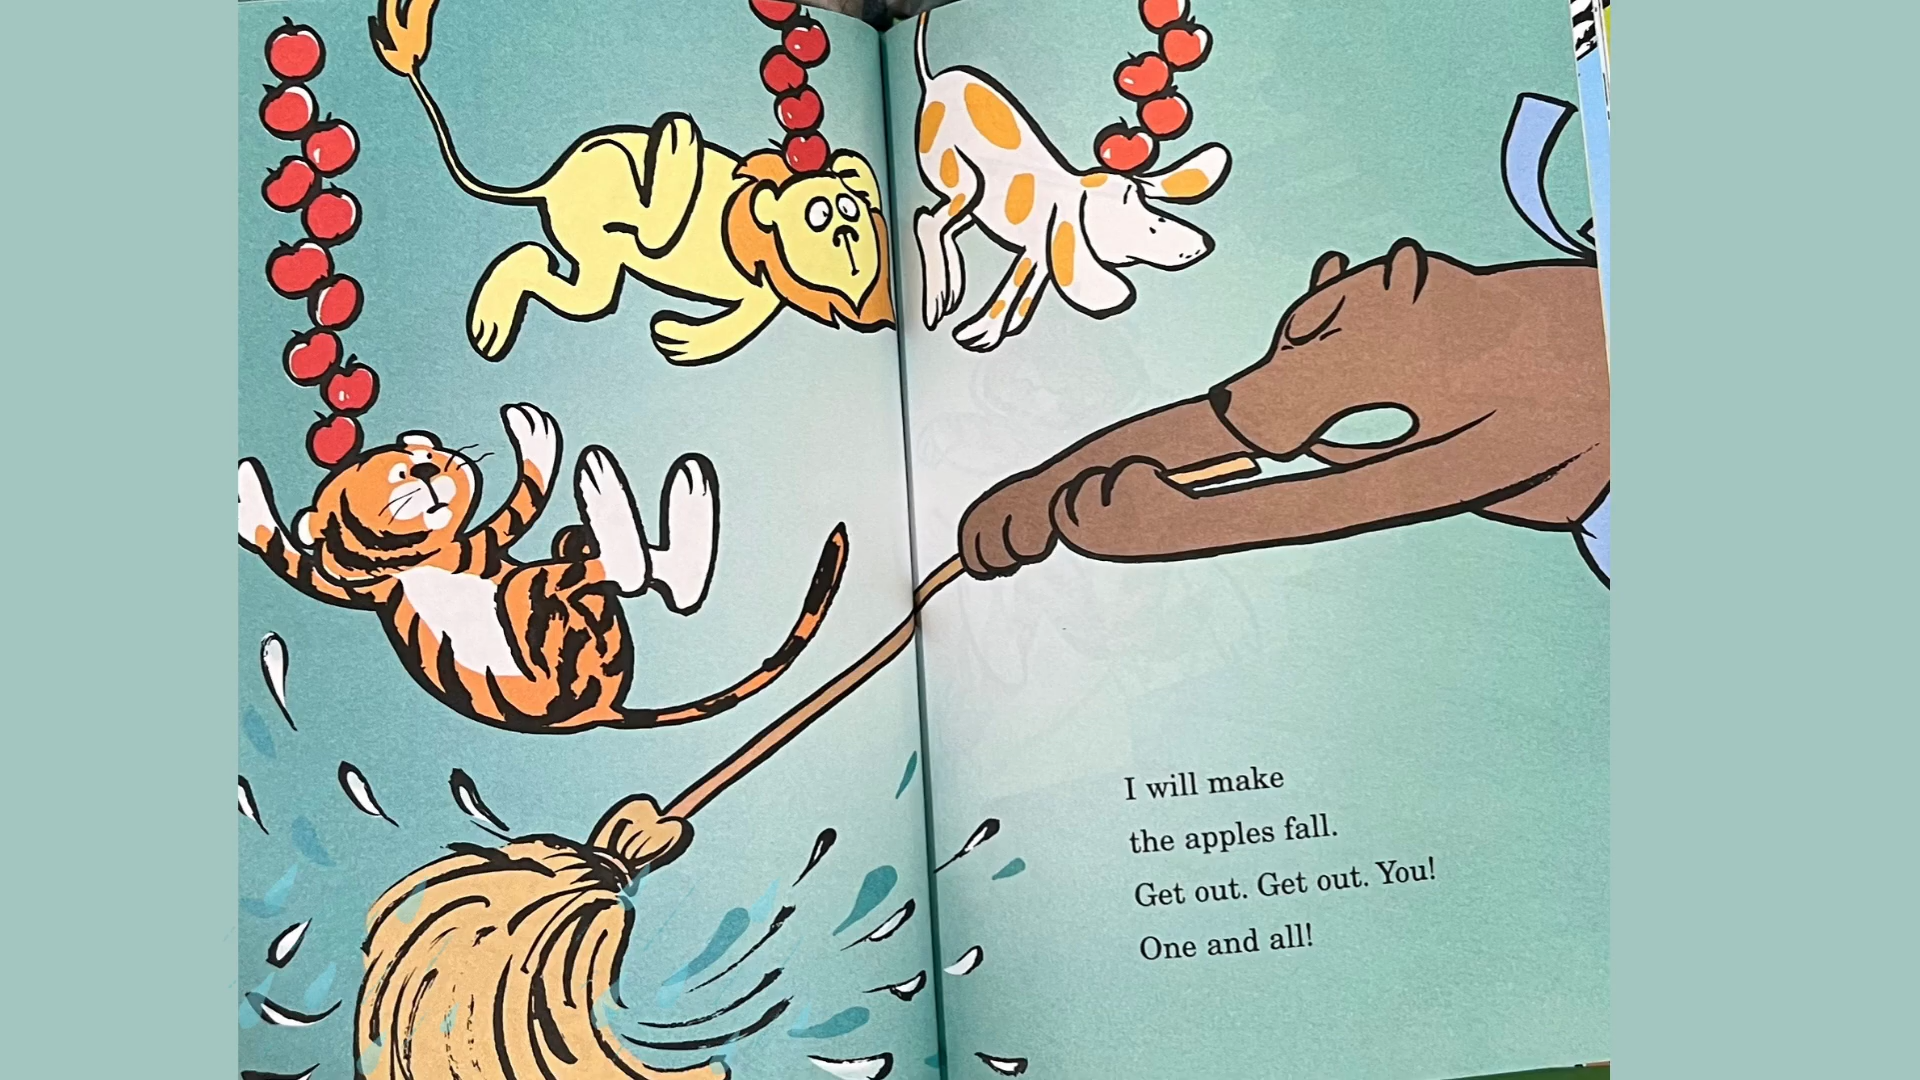 I will make
the apples fall.
Get out. Get out. You!
One and all!